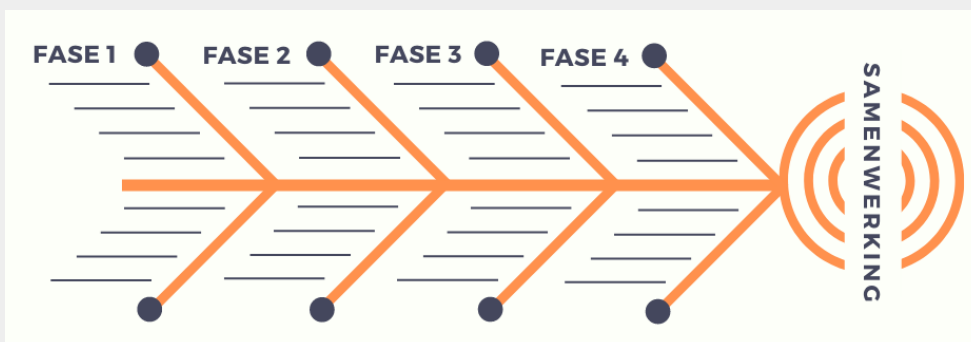 FASE 1
FASE 2
FASE 3
FASE 4
SAMENWERKING